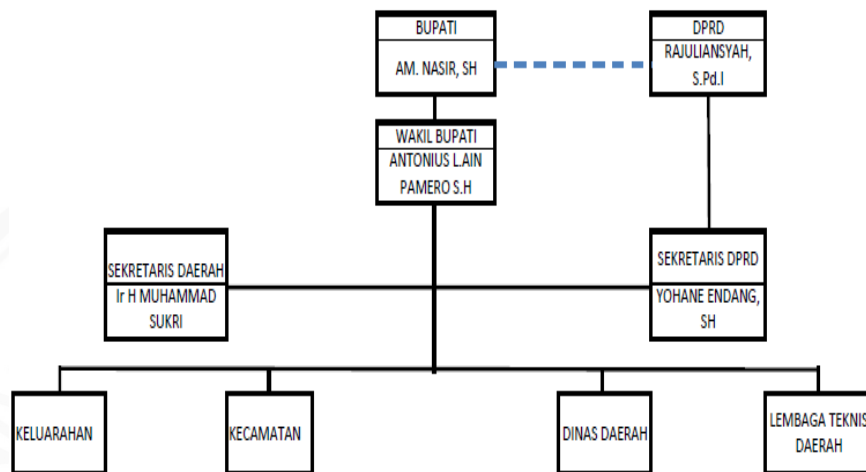 BUPATI
AM. NASIR, SH
DPRD
RAJULIANSYAH,
S.Pd.I
WAKIL BUPATI
ANTONIUS L.AIN
PAMERO S.H
SEKRETARIS DAERAH
Ir H MUHAMMAD
SUKRI
SEKRETARIS DPRD
YOHANE ENDANG,
SH
KELUARAHAN
KECAMATAN
DINAS DAERAH
LEMBAGA TEKNIS
DAERAH